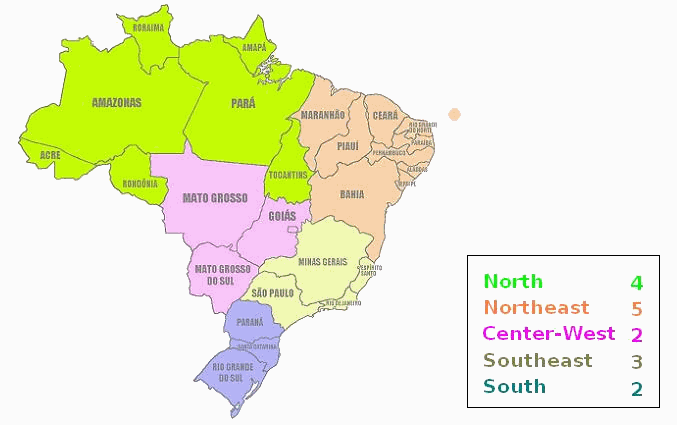 RORAIMA
AMAPÁ
AMAZONAS
PARÁ
MARANHÃO
CEARÁ
RIO GRANDE
DO NORTE
PARAÍBA
PIAUÍ
PERNAMBUCO
ACRE
ALAGOAS
TOCANTINS
RONDÔNIA
SERGIPE
MATO GROSSO
BAHIA
GOIÁS
MINAS GERAIS
MATO GROSSO
DO SUL
ESPÍRITO
SANTO
SÃO PAULO
RIO DE JANEIRO
PARANÁ
SANTA CATARINA
RIO GRANDE
DO SUL
North 4
Northeast 5
Center-West 2
Southeast 3
South 2